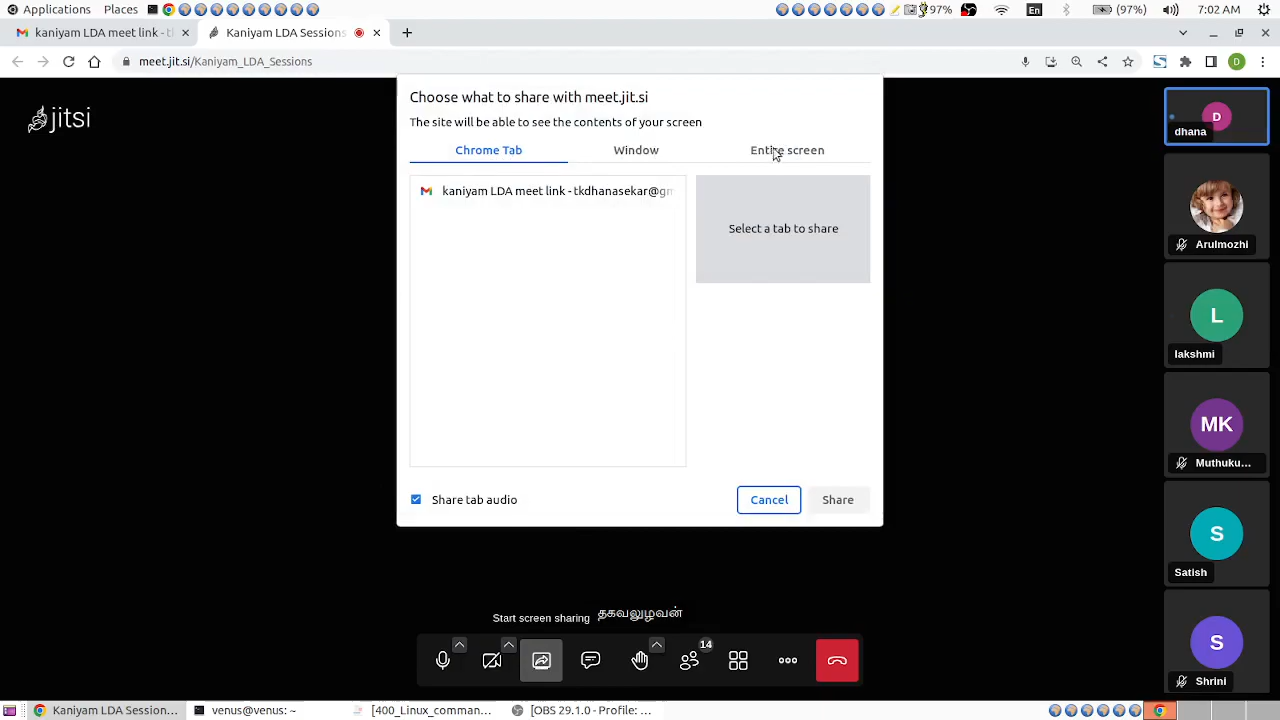 Applications Places 97% En (97%) 7:02 AM
kaniyam LDA meet link - tk Kaniyam LDA Sessions
meet.jit.si/Kaniyam_LDA_Sessions D
jitsi
Choose what to share with meet.jit.si
The site will be able to see the contents of your screen
Chrome Tab Window Entire screen
kaniyam LDA meet link - tkdhanasekar@gm
Select a tab to share
Share tab audio Cancel Share
D
dhana
Arulmozhi
L
lakshmi
MK
Muthuku...
S
Satish
S
Shrini
Start screen sharing தகவலுழவன்
14
Kaniyam LDA Session... venus@venus: ~ [400_Linux_comman... [OBS 29.1.0 - Profile: ...